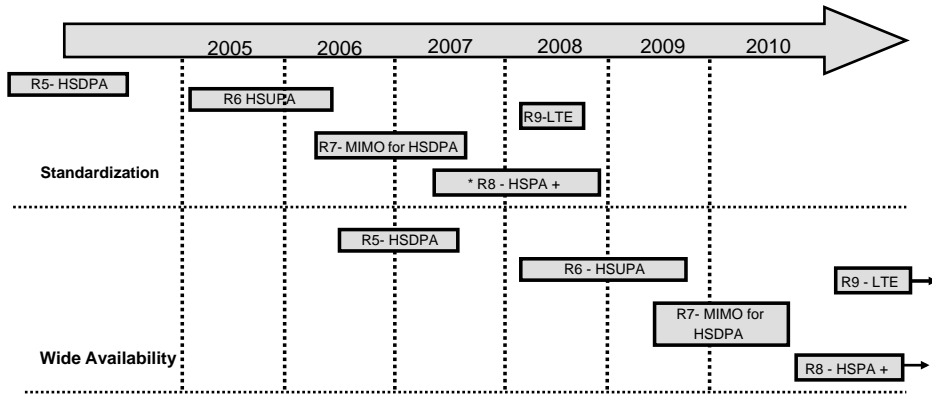 2005 2006 2007 2008 2009 2010
R5- HSDPA
R6 HSUPA
R9-LTE
R7- MIMO for HSDPA
Standardization
* R8 - HSPA +
R5- HSDPA
R6 - HSUPA
R9 - LTE
R7- MIMO for
HSDPA
Wide Availability
R8 - HSPA +